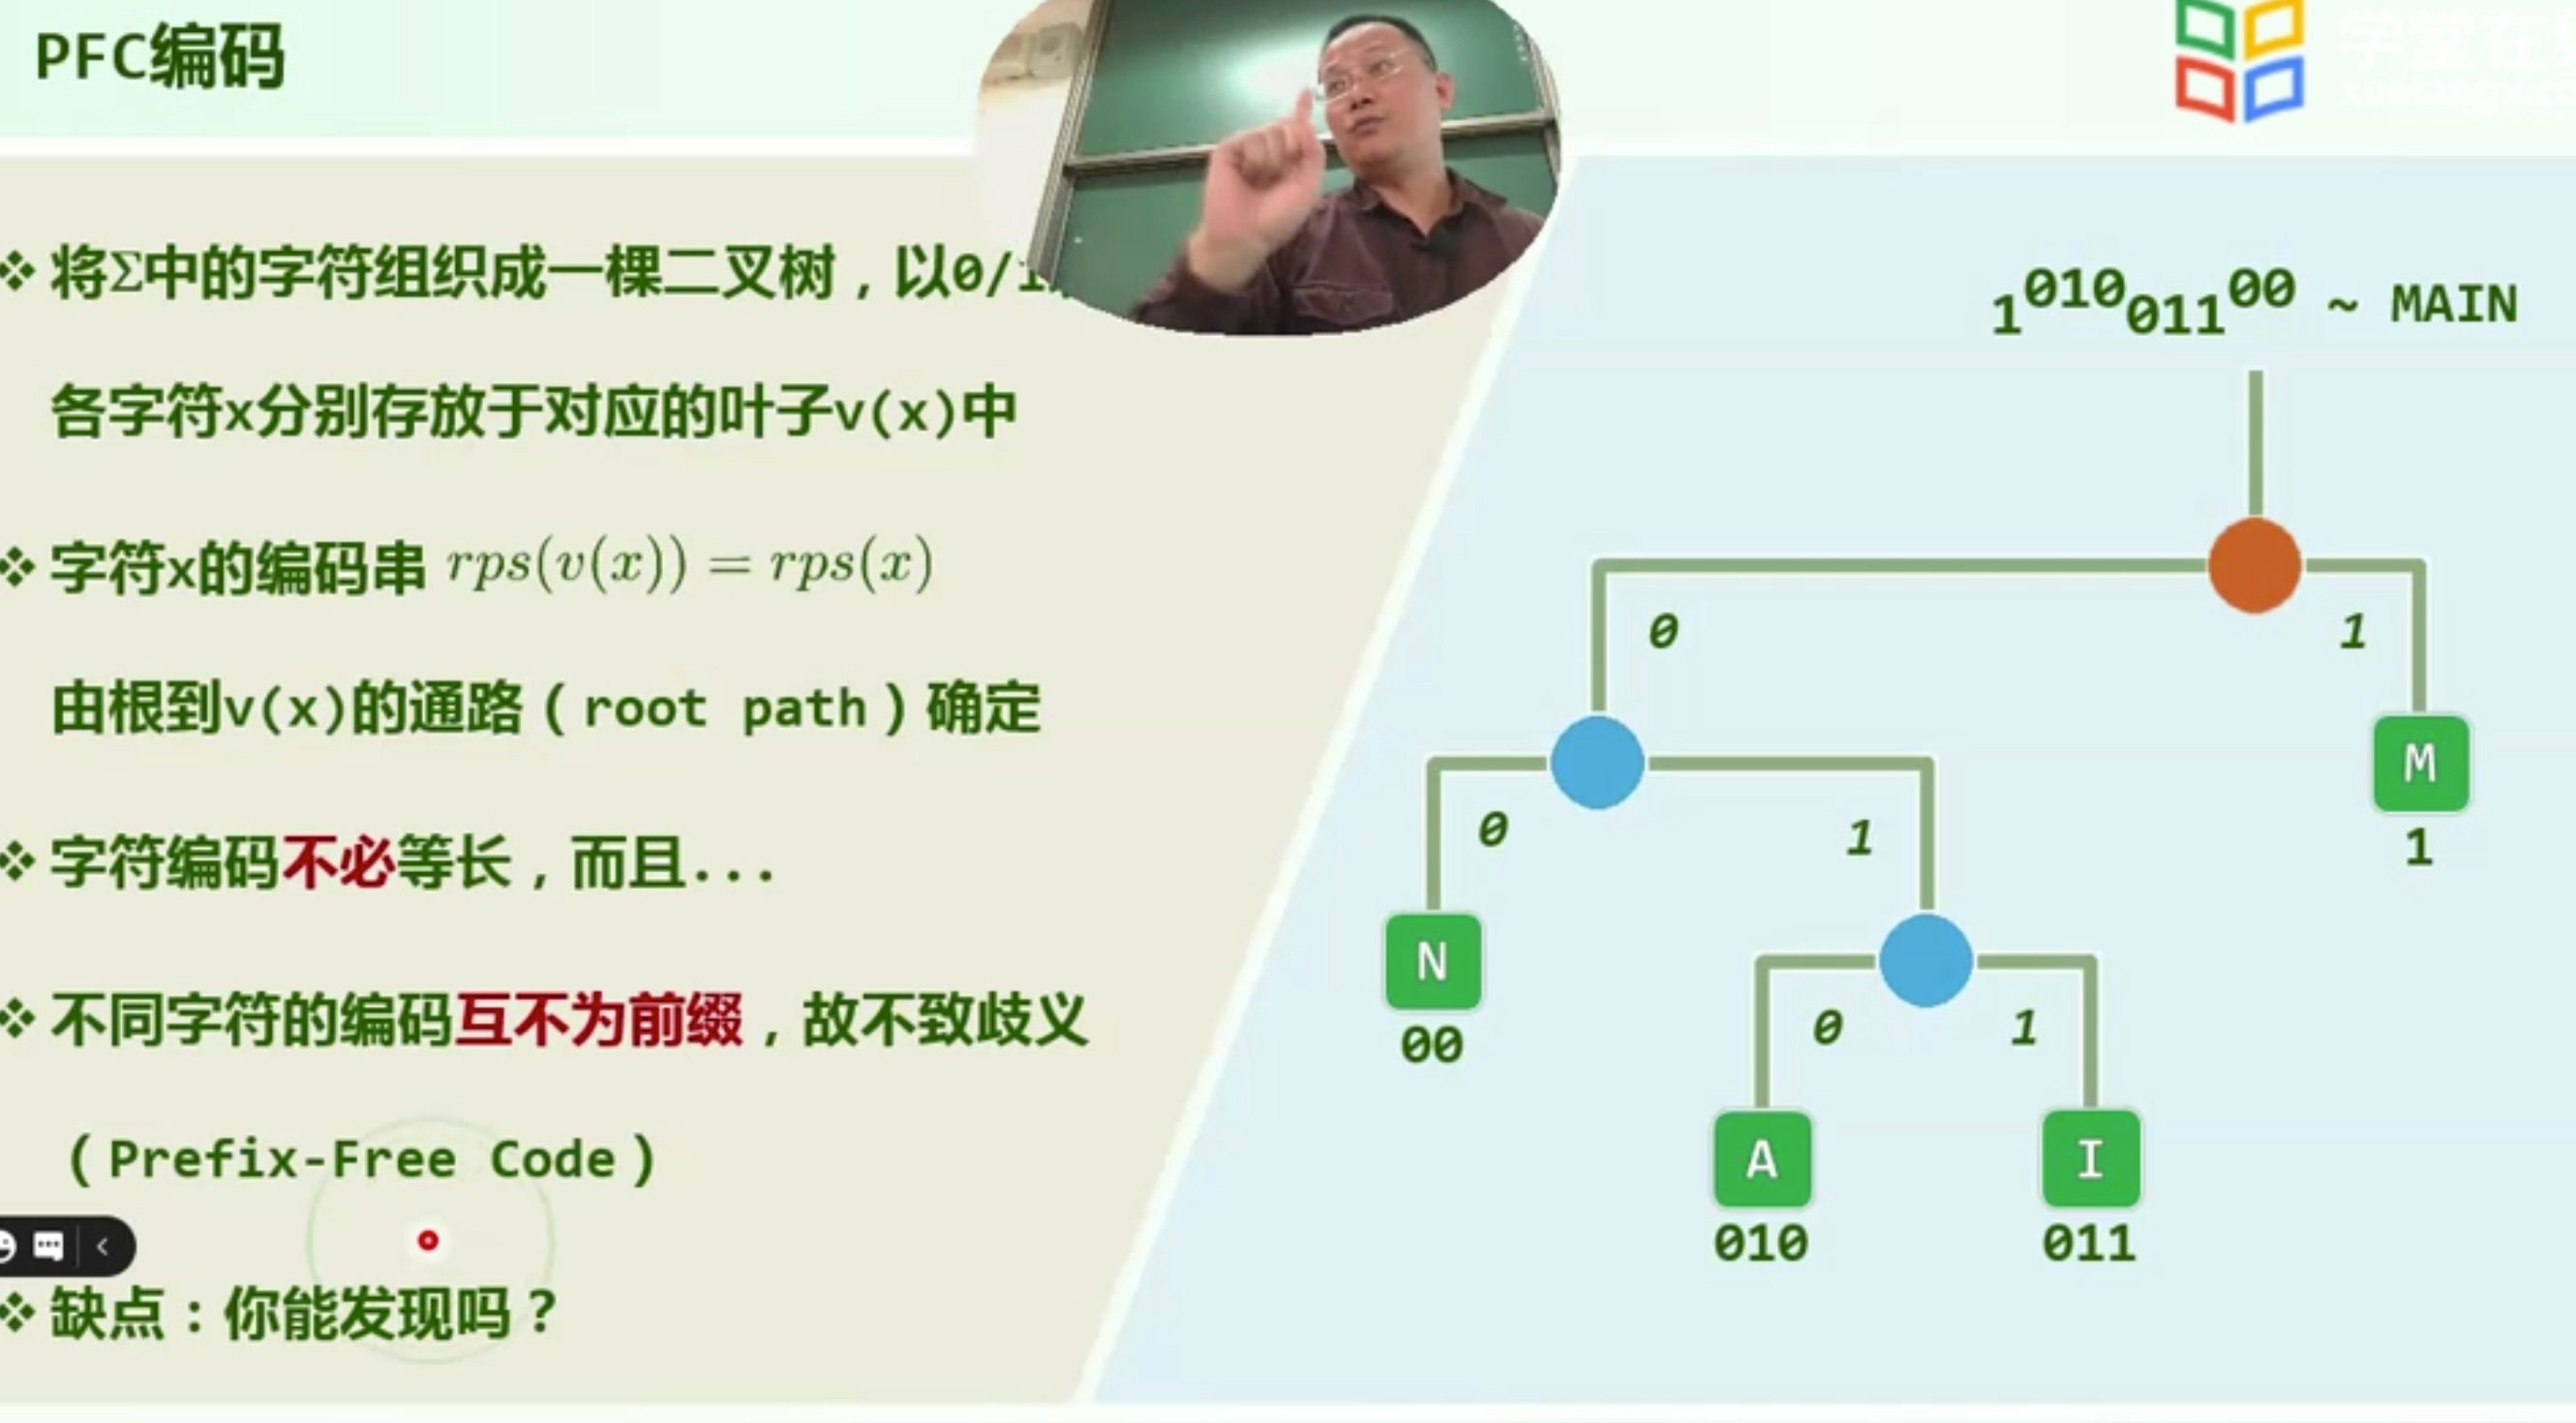 PFC编码
学堂在
将Σ中的字符组织成一棵二叉树，以0/1
各字符x分别存放于对应的叶子v(x)中
字符x的编码串 rps(v(x)) = rps(x)
由根到v(x)的通路（root path）确定
字符编码不必等长，而且...
不同字符的编码互不为前缀，故不致歧义
（Prefix-Free Code）
缺点：你能发现吗？
101001100 ~ MAIN
0
1
M
1
0
1
N
00
0
1
A
I
010
011